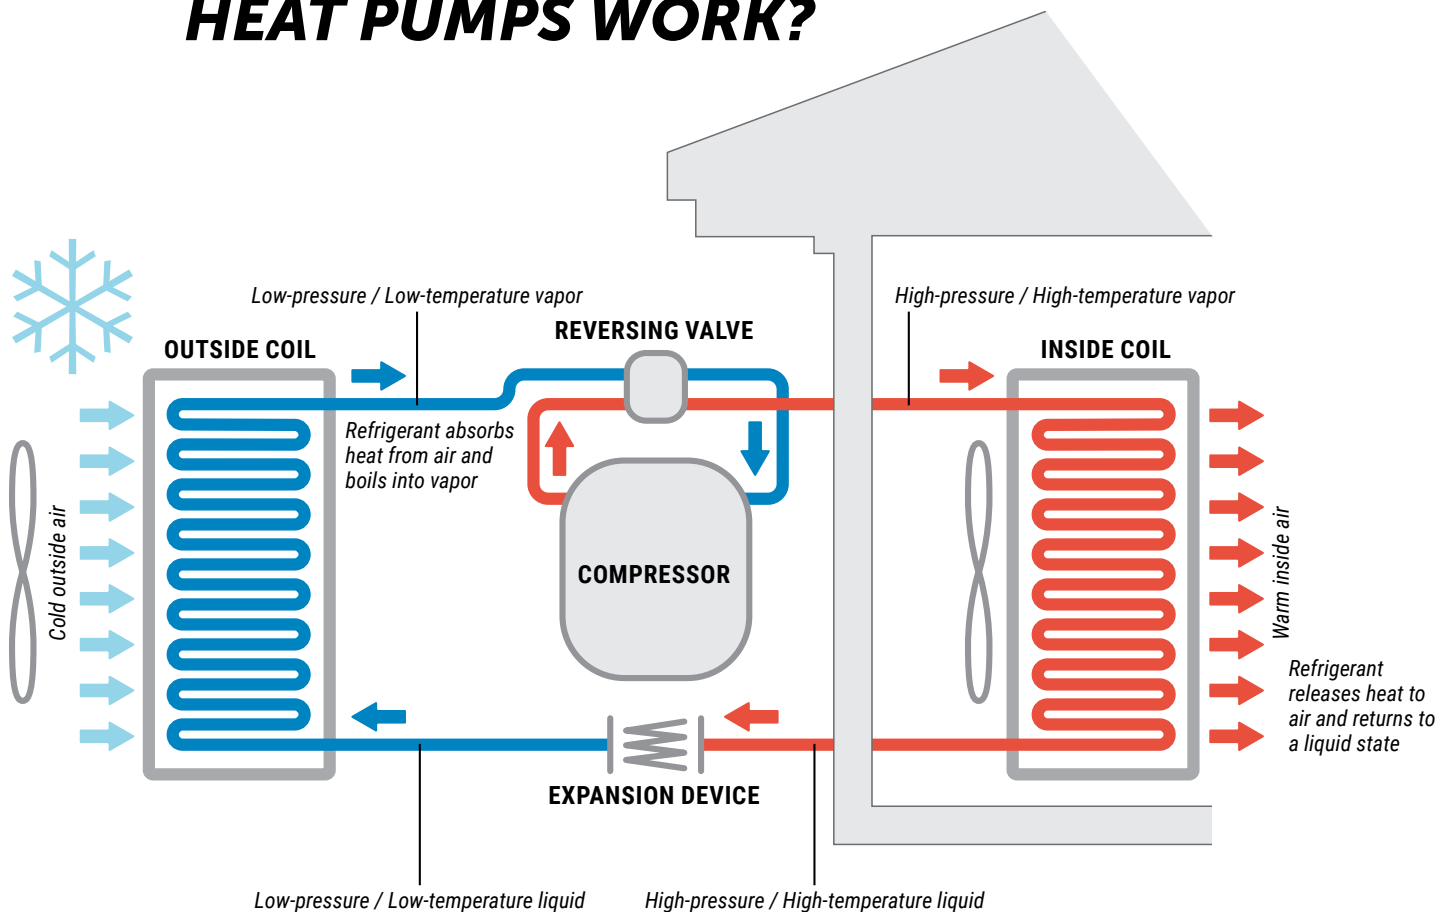 HEAT PUMPS WORK?
Low-pressure / Low-temperature vapor
High-pressure / High-temperature vapor
REVERSING VALVE
OUTSIDE COIL
INSIDE COIL
Refrigerant absorbs
heat from air and
boils into vapor
Cold outside air
COMPRESSOR
Warm inside air
Refrigerant
releases heat to
air and returns to
a liquid state
EXPANSION DEVICE
Low-pressure / Low-temperature liquid
High-pressure / High-temperature liquid